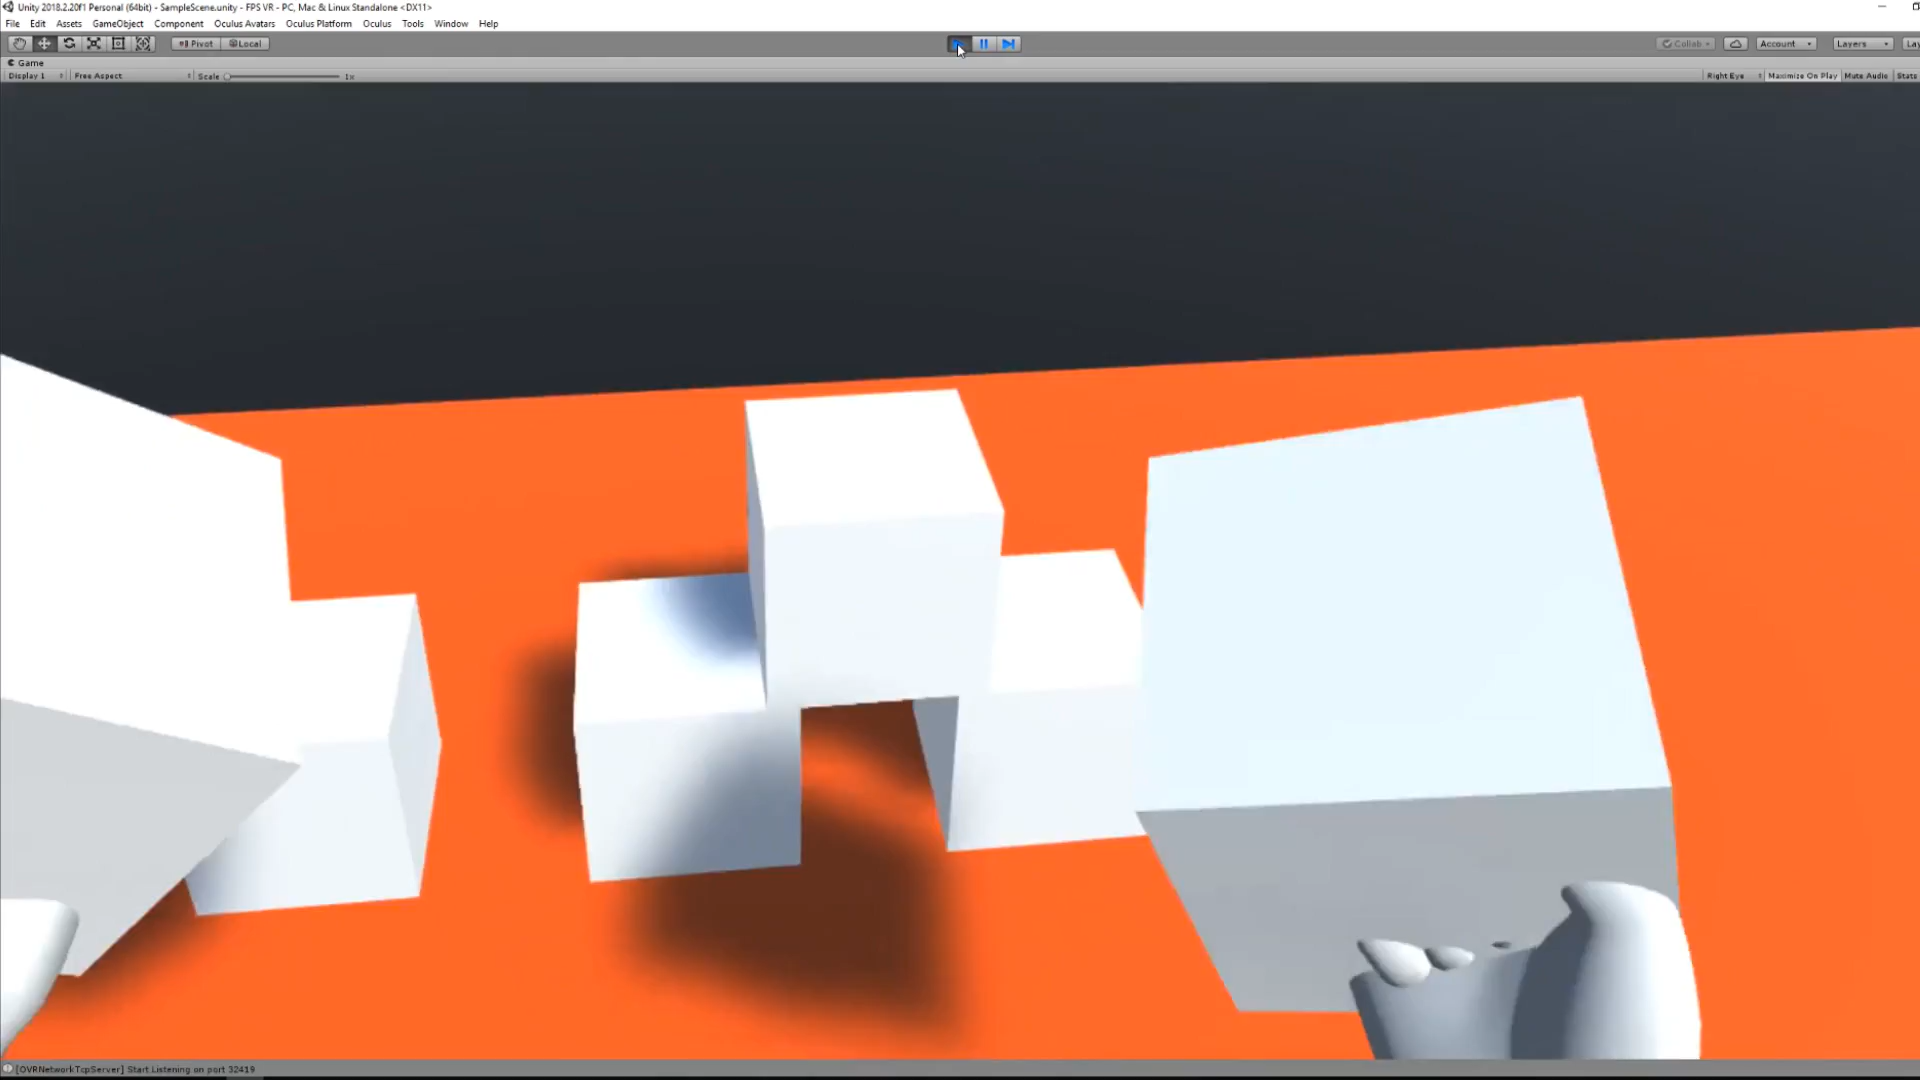 Unity 2018.2.20f1 Personal (64bit) - SampleScene.unity - FPS VR - PC, Mac & Linux Standalone <DX11>
File Edit Assets GameObject Component Oculus Avatars Oculus Platform Oculus Tools Window Help
Pivot Local Collab Account Layers Lay
Game
Display 1 Free Aspect Scale 1x Right Eye Maximize On Play Mute Audio Stats
[OVRNetworkTcpServer] Start Listening on port 32419